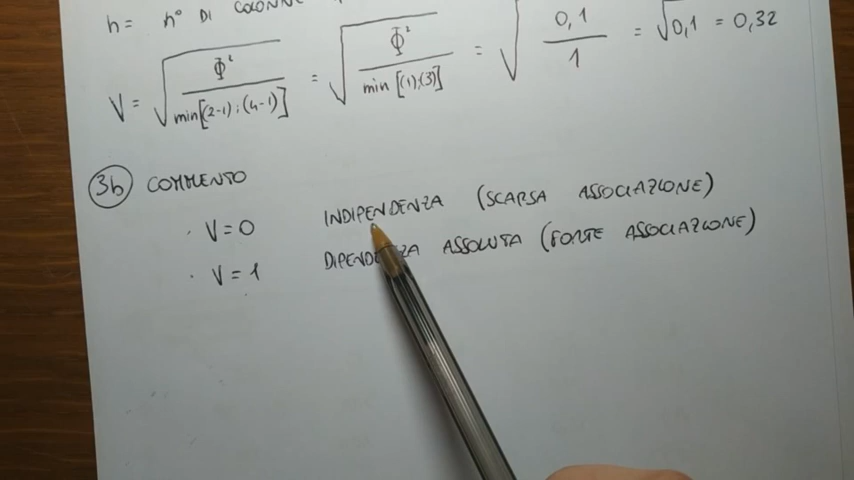 h = n° DI COLONNE
V = √Φ²/min[(2-1);(4-1)] = √Φ²/min[(1);(3)] = √0,1/1 = √0,1 = 0,32
3b COMMENTO
· V = 0 INDIPENDENZA (SCARSA ASSOCIAZIONE)
· V = 1 DIPENDENZA ASSOLUTA (FORTE ASSOCIAZIONE)